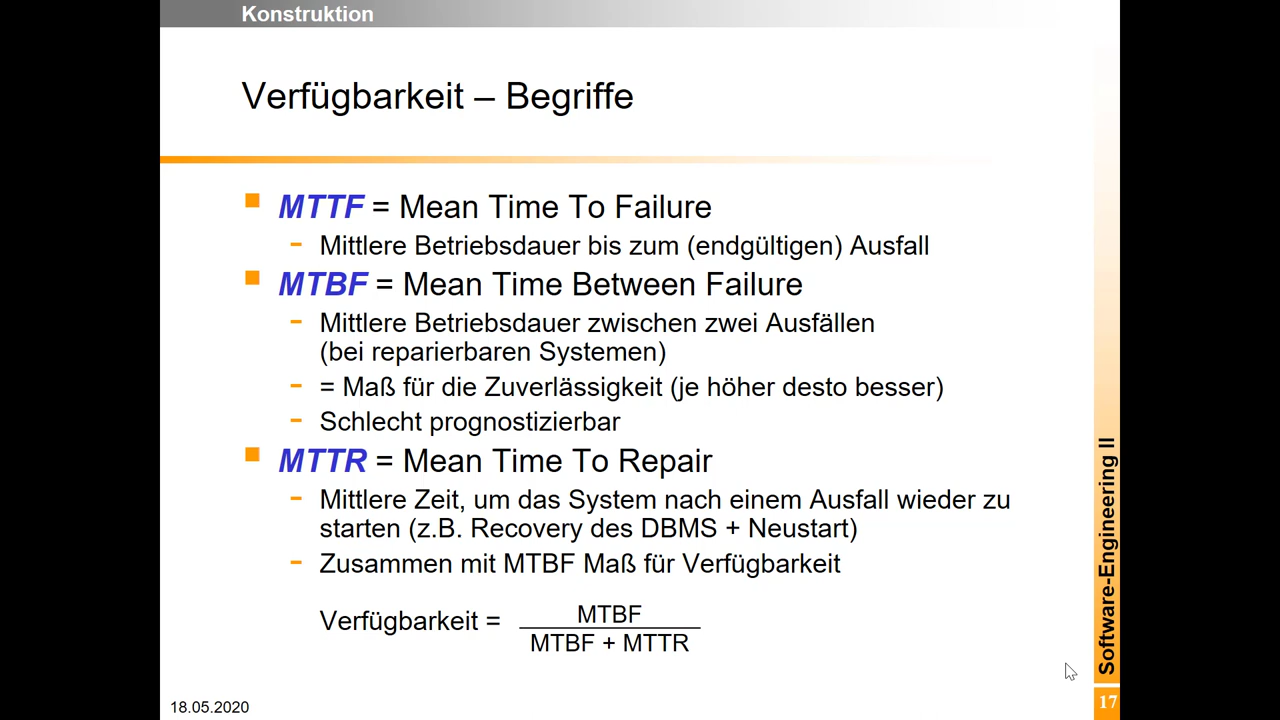 Konstruktion
Verfügbarkeit – Begriffe
MTTF = Mean Time To Failure
– Mittlere Betriebsdauer bis zum (endgültigen) Ausfall
MTBF = Mean Time Between Failure
– Mittlere Betriebsdauer zwischen zwei Ausfällen
(bei reparierbaren Systemen)
– = Maß für die Zuverlässigkeit (je höher desto besser)
– Schlecht prognostizierbar
MTTR = Mean Time To Repair
– Mittlere Zeit, um das System nach einem Ausfall wieder zu
starten (z.B. Recovery des DBMS + Neustart)
– Zusammen mit MTBF Maß für Verfügbarkeit
Verfügbarkeit =
MTBF
MTBF + MTTR
Software-Engineering II
18.05.2020
17